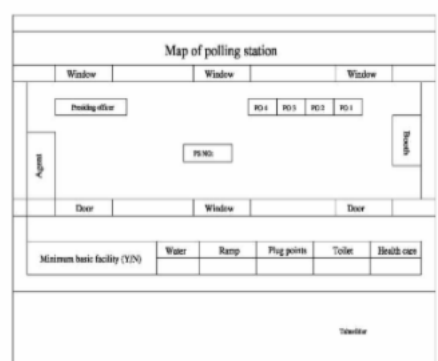 Map of polling station
Window Window Window
Presiding officer PO 4 PO 3 PO 2 PO 1
Booth
Agent
PS NO:
Door Window Door
Minimum basic facility (Y/N) Water Ramp Plug points Toilet Health care